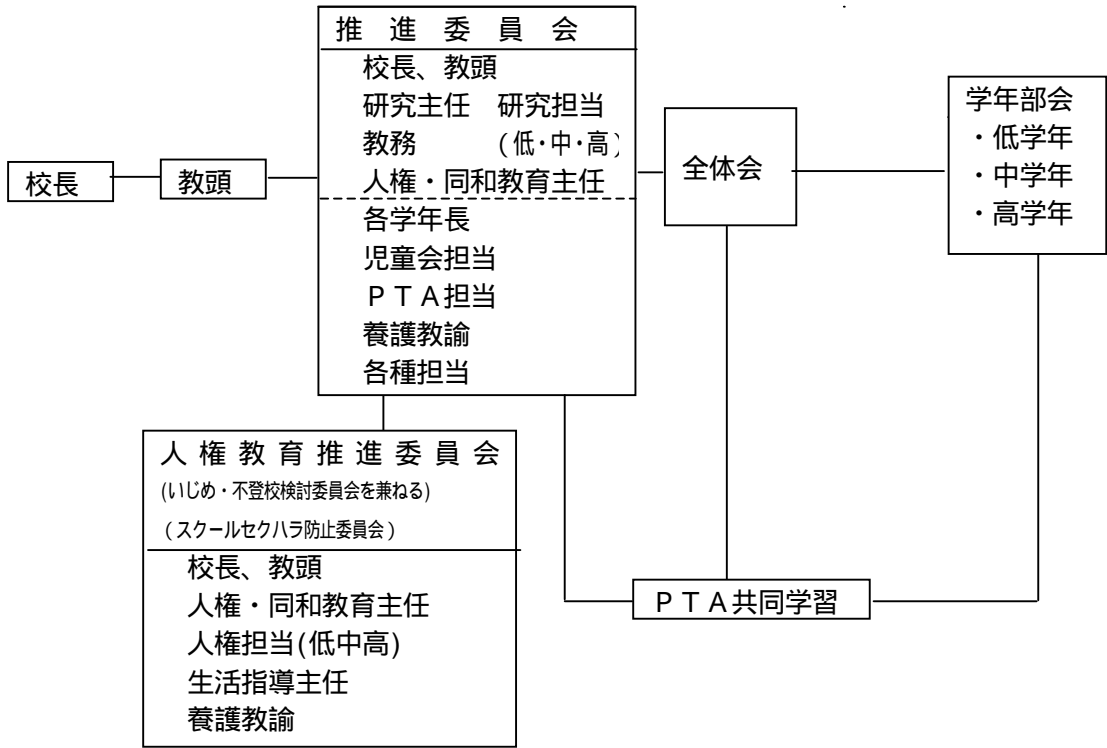 校長
教頭
推進委員会
校長、教頭
研究主任　研究担当
教務　　(低・中・高)
人権・同和教育主任
各学年長
児童会担当
ＰＴＡ担当
養護教諭
各種担当
全体会
学年部会
・低学年
・中学年
・高学年
人権教育推進委員会
(いじめ・不登校検討委員会を兼ねる)
(スクールセクハラ防止委員会)
校長、教頭
人権・同和教育主任
人権担当(低中高)
生活指導主任
養護教諭
ＰＴＡ共同学習